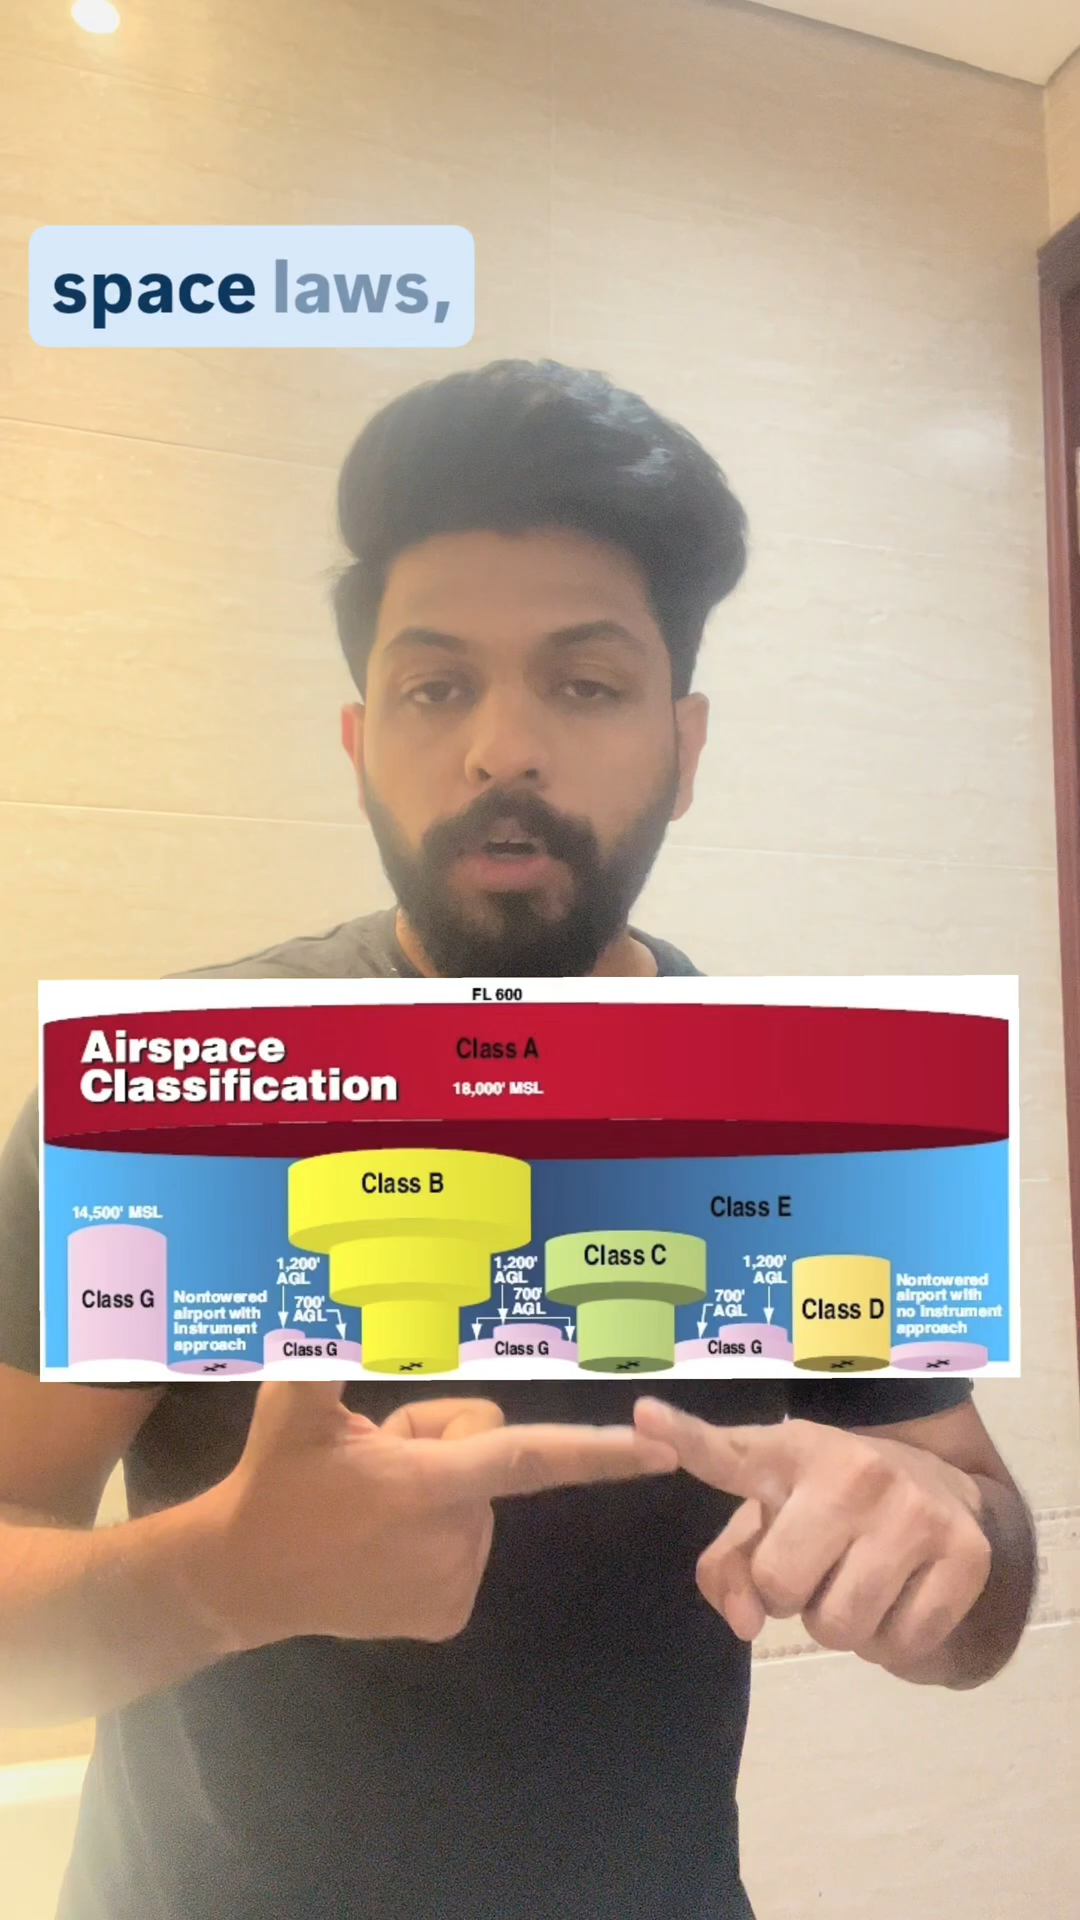 space laws,
FL 600
Airspace
Classification
Class A
18,000' MSL
Class B
Class E
14,500' MSL
Class C
1,200'
AGL
1,200'
AGL
1,200'
AGL
Class G
Nontowered
airport with
instrument
approach
700'
AGL
700'
AGL
700'
AGL
Class D
Nontowered
airport with
no instrument
approach
Class G
Class G
Class G